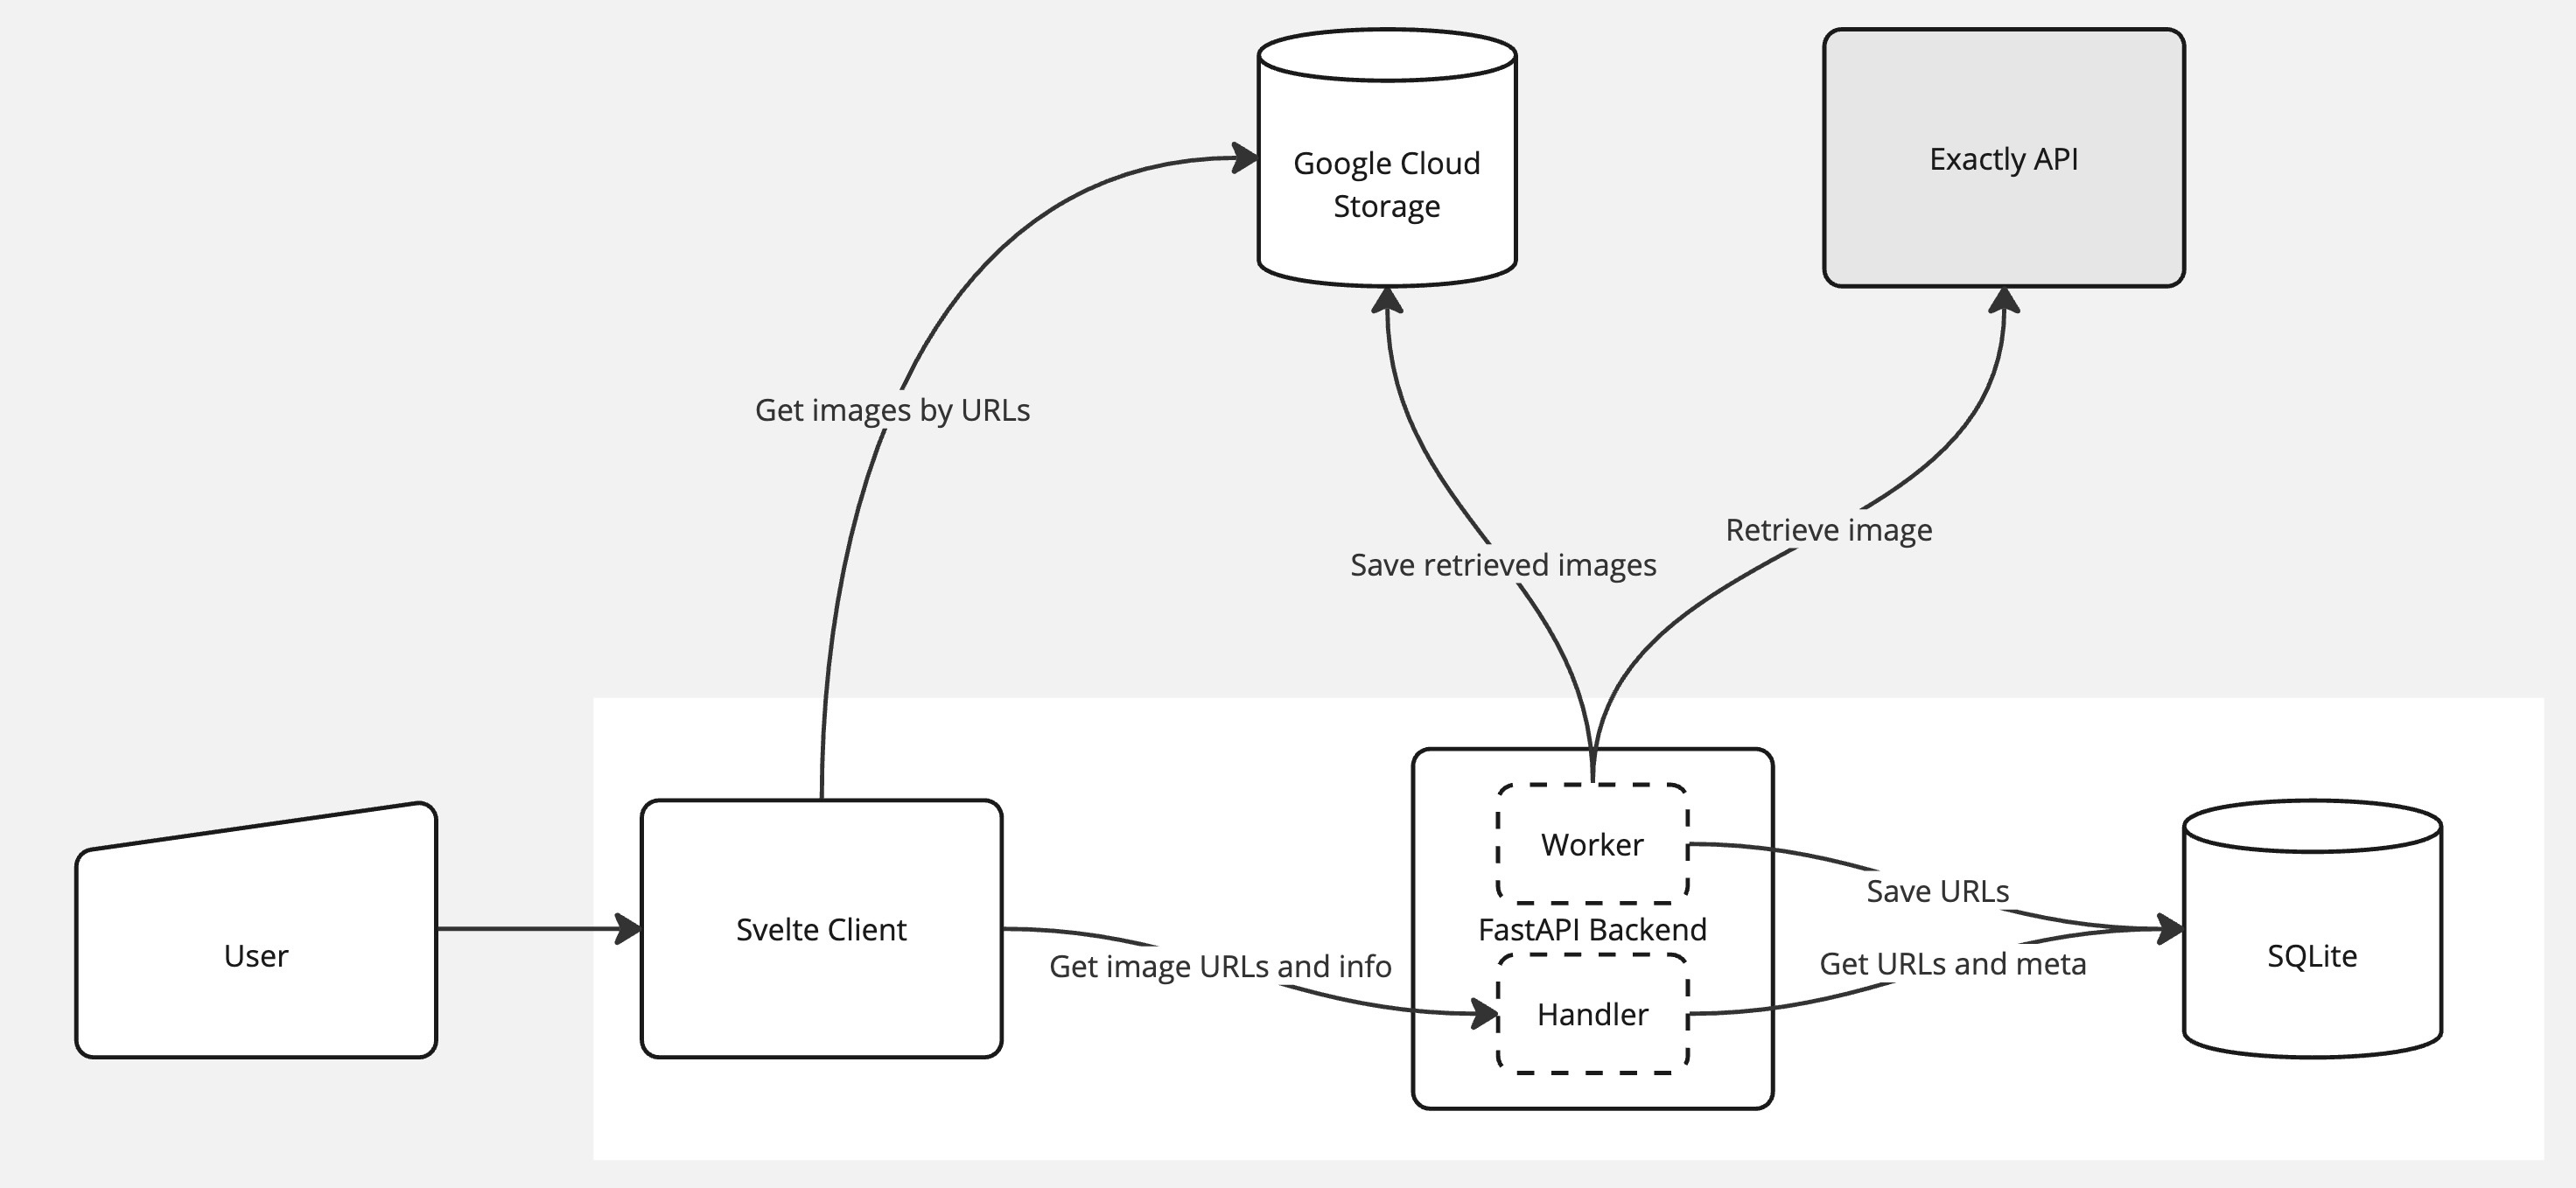 Google Cloud
Storage
Exactly API
Get images by URLs
Retrieve image
Save retrieved images
Worker
Save URLs
FastAPI Backend
User
Svelte Client
Get image URLs and info
Get URLs and meta
SQLite
Handler